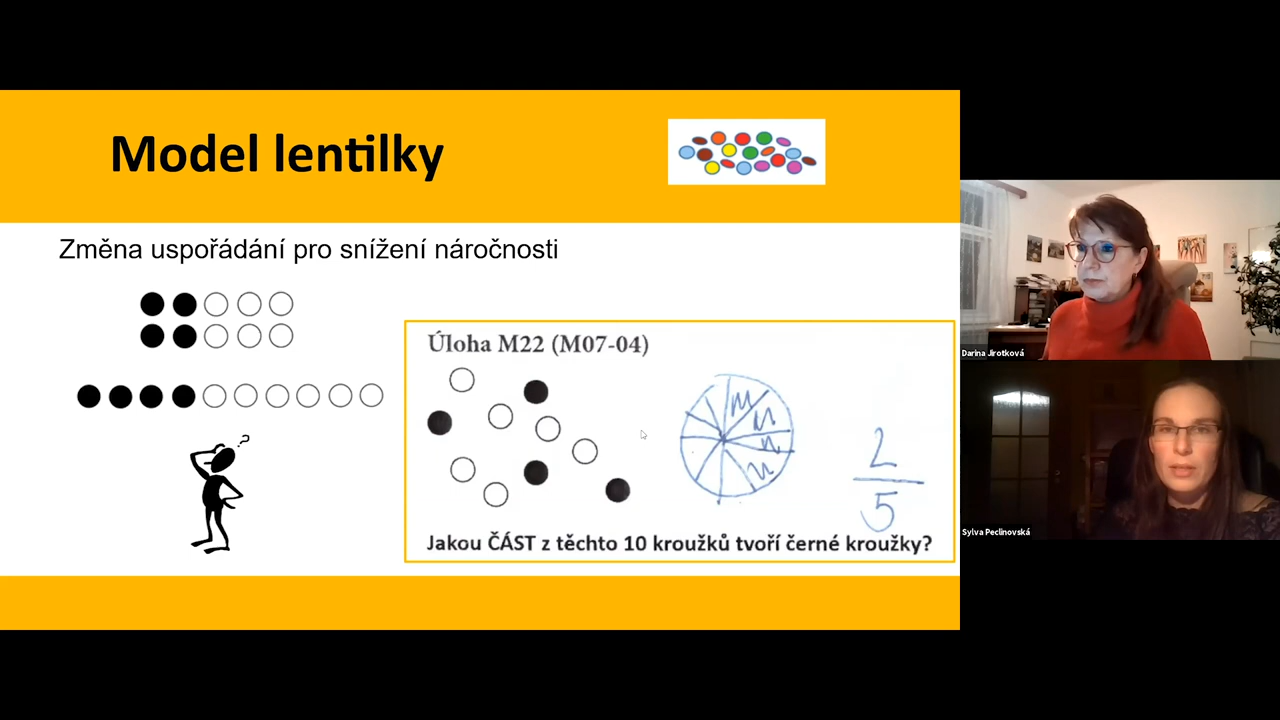 Model lentilky
Změna uspořádání pro snížení náročnosti
?
Úloha M22 (M07-04)
2
5
Jakou ČÁST z těchto 10 kroužků tvoří černé kroužky?
Darina Jirotková
Sylva Peclinovská